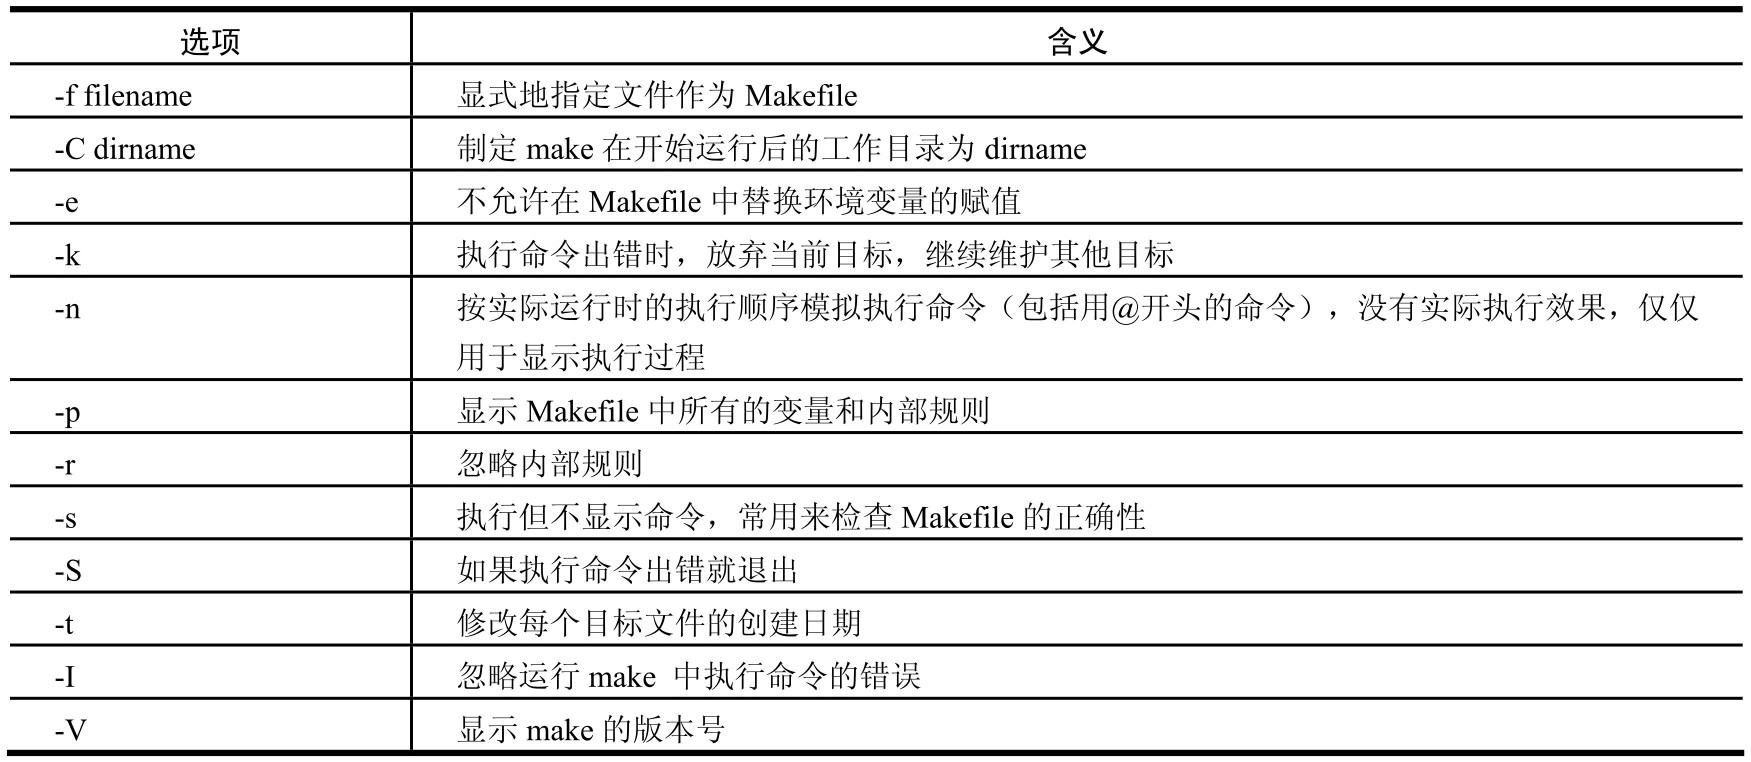 选项 含义
-f filename 显式地指定文件作为 Makefile
-C dirname 制定 make 在开始运行后的工作目录为 dirname
-e 不允许在 Makefile 中替换环境变量的赋值
-k 执行命令出错时，放弃当前目标，继续维护其他目标
-n 按实际运行时的执行顺序模拟执行命令（包括用@开头的命令），没有实际执行效果，仅仅
用于显示执行过程
-p 显示 Makefile 中所有的变量和内部规则
-r 忽略内部规则
-s 执行但不显示命令，常用来检查 Makefile 的正确性
-S 如果执行命令出错就退出
-t 修改每个目标文件的创建日期
-I 忽略运行 make 中执行命令的错误
-V 显示 make 的版本号